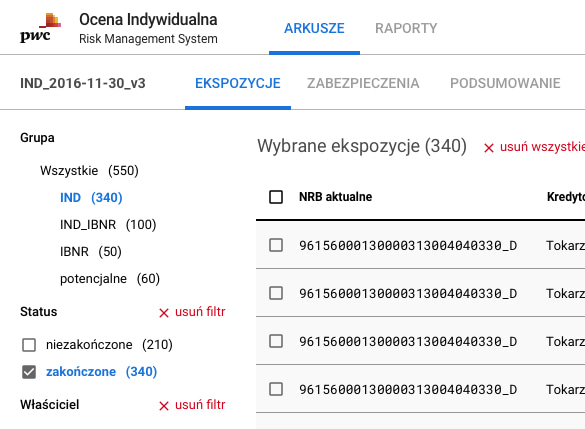 pwc
Ocena Indywidualna
Risk Management System
ARKUSZE
RAPORTY
IND_2016-11-30_v3
EKSPOZYCJE
ZABEZPIECZENIA
PODSUMOWANIE
Grupa
Wszystkie (550)
IND (340)
IND_IBNR (100)
IBNR (50)
potencjalne (60)
Status
usuń filtr
niezakończone (210)
zakończone (340)
Właściciel
usuń filtr
Wybrane ekspozycje (340)
usuń wszystkie
NRB aktualne
Kredyto
96156000130000313004040330_D
Tokarz
96156000130000313004040330_D
Tokarz
96156000130000313004040330_D
Tokarz
96156000130000313004040330_D
Tokarz